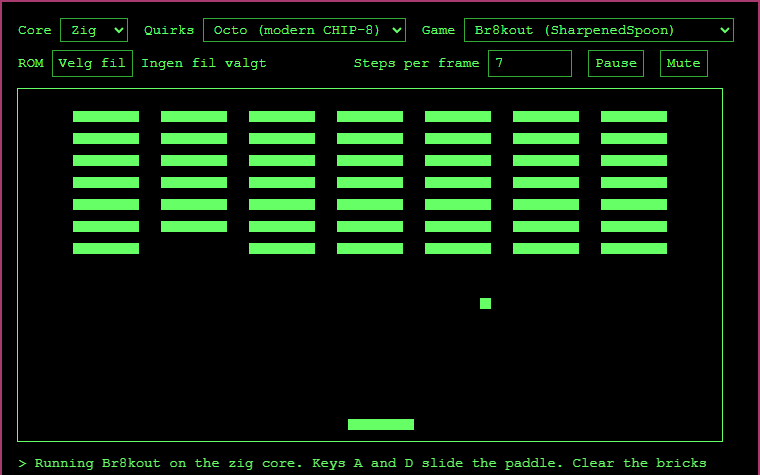 Core Zig Quirks Octo (modern CHIP-8) Game Br8kout (SharpenedSpoon)
ROM Velg fil Ingen fil valgt Steps per frame 7 Pause Mute
> Running Br8kout on the zig core. Keys A and D slide the paddle. Clear the bricks